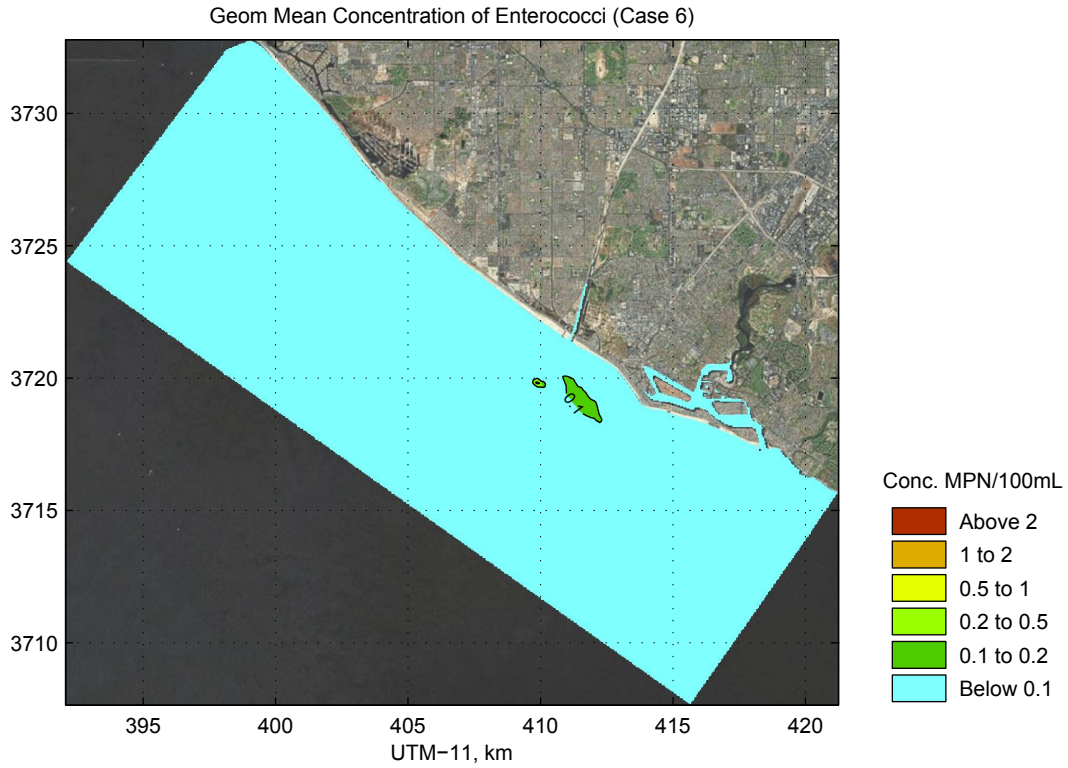 Geom Mean Concentration of Enterococci (Case 6)
3730
3725
3720
3715
3710
0.1
395
400
405
410
415
420
UTM−11, km
Conc. MPN/100mL
Above 2
1 to 2
0.5 to 1
0.2 to 0.5
0.1 to 0.2
Below 0.1